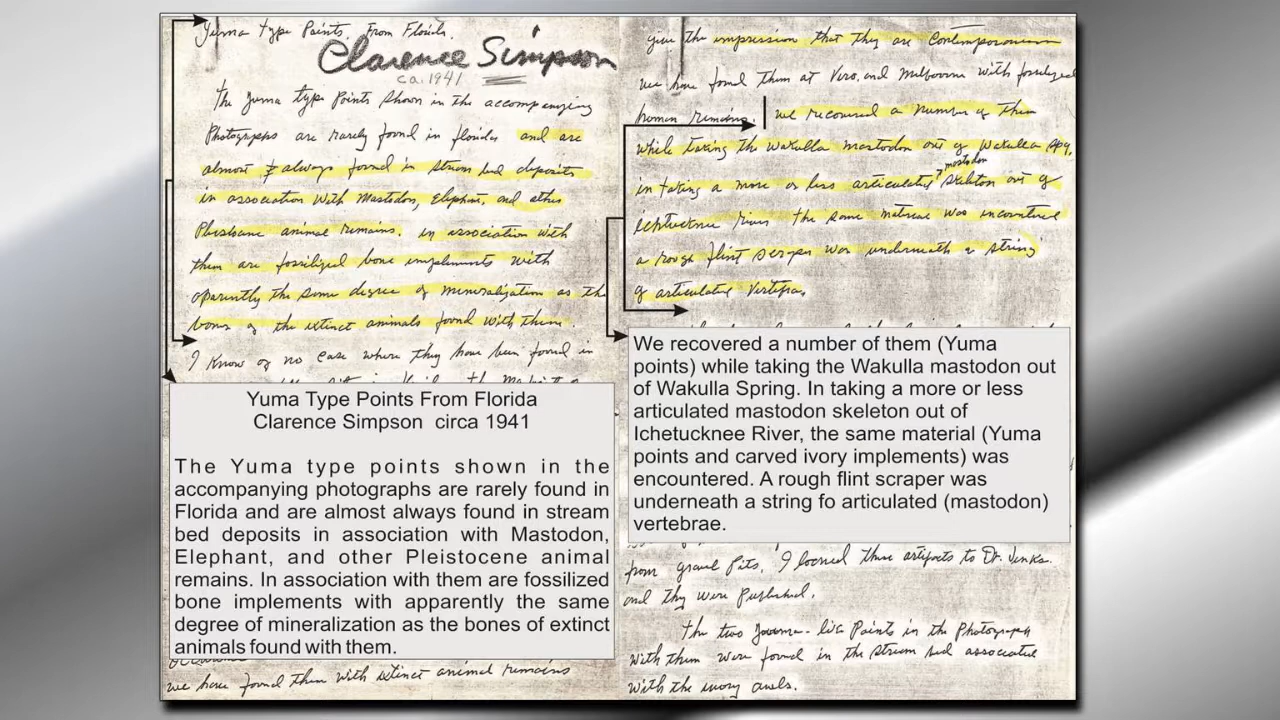 Yuma type Points. From Florida.
Clarence Simpson
ca. 1941
The Yuma type Points shown in the accompanying
Photographs are rarely found in florida and are
almost always found in stream bed deposits
in association with Mastodon, Elephant, and other
animal remains. in association with
them are fossilized bone implements with
aparently the same degree of mineralization as the
bones of the extinct animals found with them.
I know of no case where they have been found in
Yuma Type Points From Florida
Clarence Simpson circa 1941
The Yuma type points shown in the
accompanying photographs are rarely found in
Florida and are almost always found in stream
bed deposits in association with Mastodon,
Elephant, and other Pleistocene animal
remains. In association with them are fossilized
bone implements with apparently the same
degree of mineralization as the bones of extinct
animals found with them.
we have found them with extinct animal remains
give the impression that they are
we have found them at Vero, and Melbourne with
human remains. we recovered a number of them
while taking the Wakulla mastodon out of Wakulla Spg,
in taking a more or less articulated mastodon skeleton out of
river the same material was
a rough flint scraper was underneath a string
of articulated
We recovered a number of them (Yuma
points) while taking the Wakulla mastodon out
of Wakulla Spring. In taking a more or less
articulated mastodon skeleton out of
Ichetucknee River, the same material (Yuma
points and carved ivory implements) was
encountered. A rough flint scraper was
underneath a string fo articulated (mastodon)
vertebrae.
from gravel Pits. I loaned these artifacts to Dr. Jenks.
and they were Published.
The two Points in the Photograph
with them were found in the stream bed
with the ivory awls.